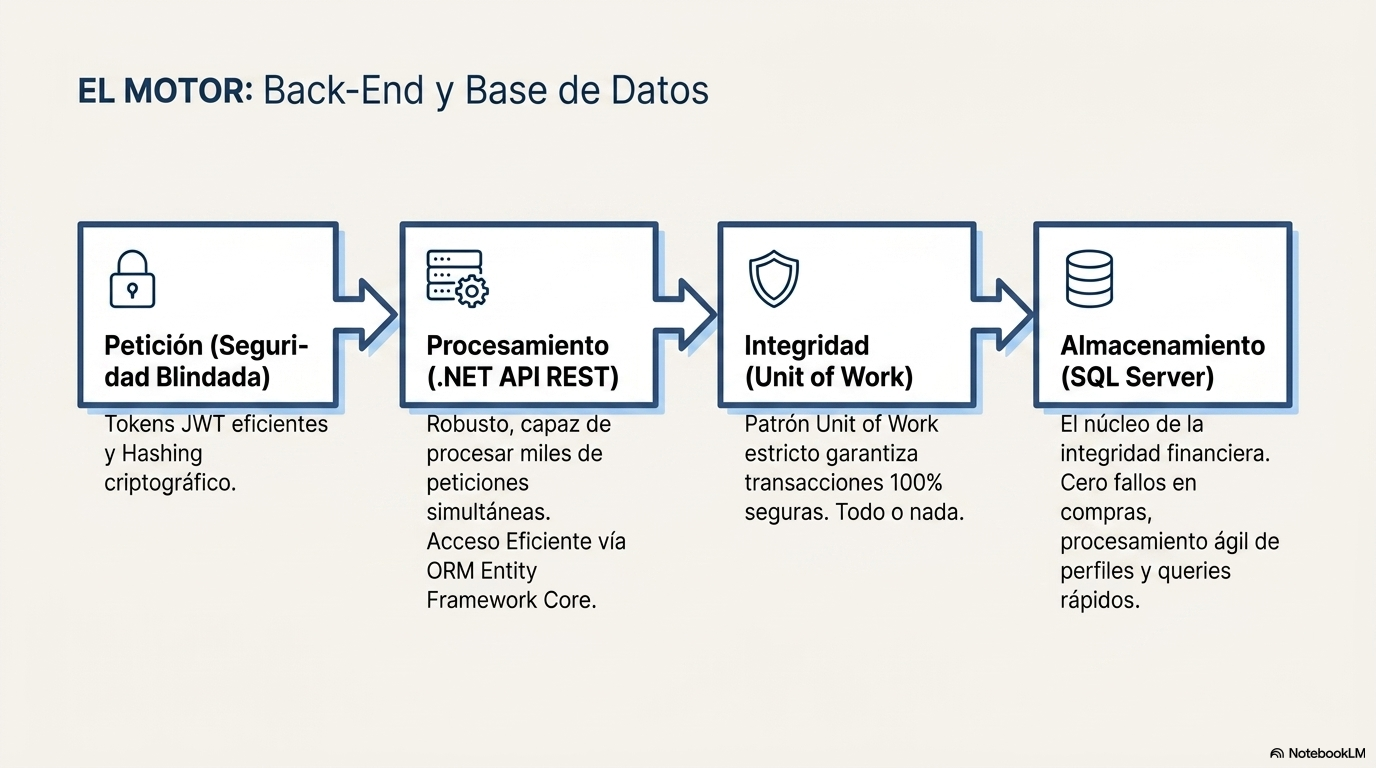 EL MOTOR: Back-End y Base de Datos
Petición (Seguri-
dad Blindada)
Tokens JWT eficientes
y Hashing
criptográfico.
Procesamiento
(.NET API REST)
Robusto, capaz de
procesar miles de
peticiones
simultáneas.
Acceso Eficiente vía
ORM Entity
Framework Core.
Integridad
(Unit of Work)
Patrón Unit of Work
estricto garantiza
transacciones 100%
seguras. Todo o nada.
Almacenamiento
(SQL Server)
El núcleo de la
integridad financiera.
Cero fallos en
compras,
procesamiento ágil de
perfiles y queries
rápidos.
NotebookLM